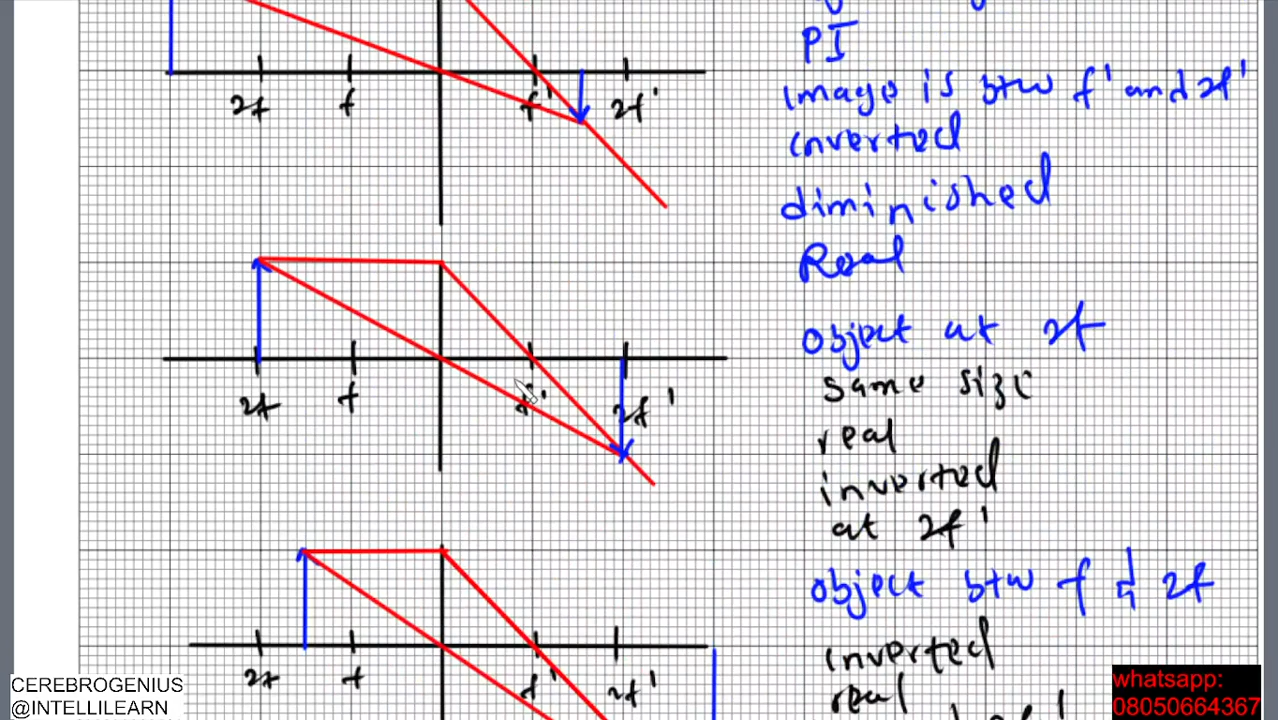 PI
Image is btw f' and 2f'
inverted
diminished
Real
2f f f' 2f'
object at 2f
same size
real
inverted
at 2f'
2f f f' 2f'
object btw f & 2f
inverted
real
2f f f' 2f'
CEREBROGENIUS
@INTELLILEARN
whatsapp:
08050664367